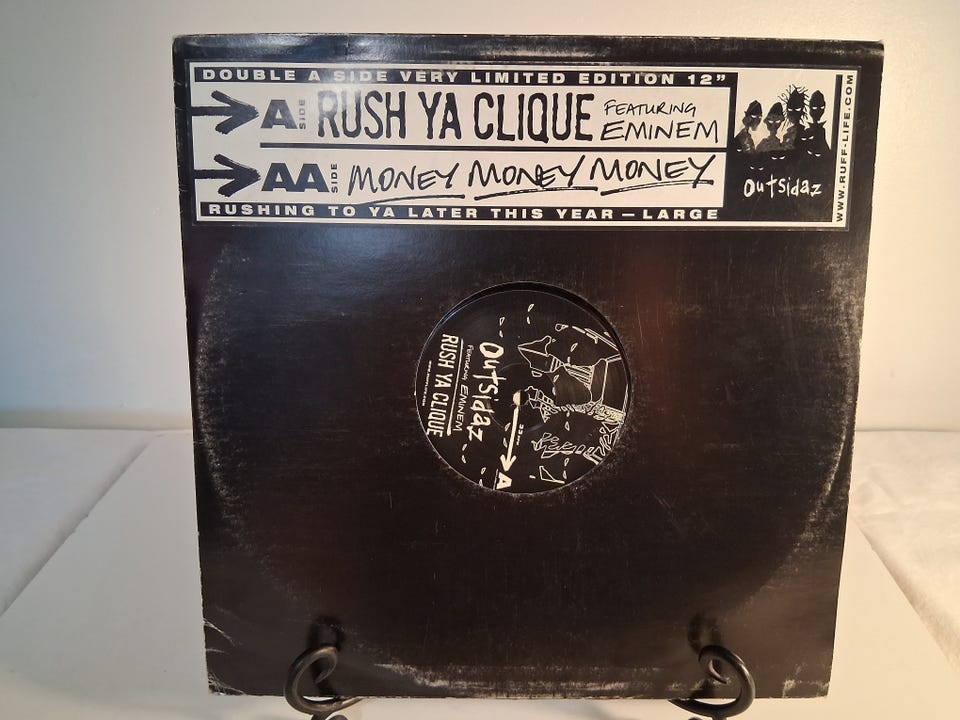 DOUBLE A SIDE VERY LIMITED EDITION 12"
A SIDE RUSH YA CLIQUE FEATURING EMINEM
AA SIDE MONEY MONEY MONEY
RUSHING TO YA LATER THIS YEAR – LARGE
Outsidaz
WWW.RUFF-LIFE.COM
Outsidaz
FEATURING EMINEM
RUSH YA CLIQUE
A